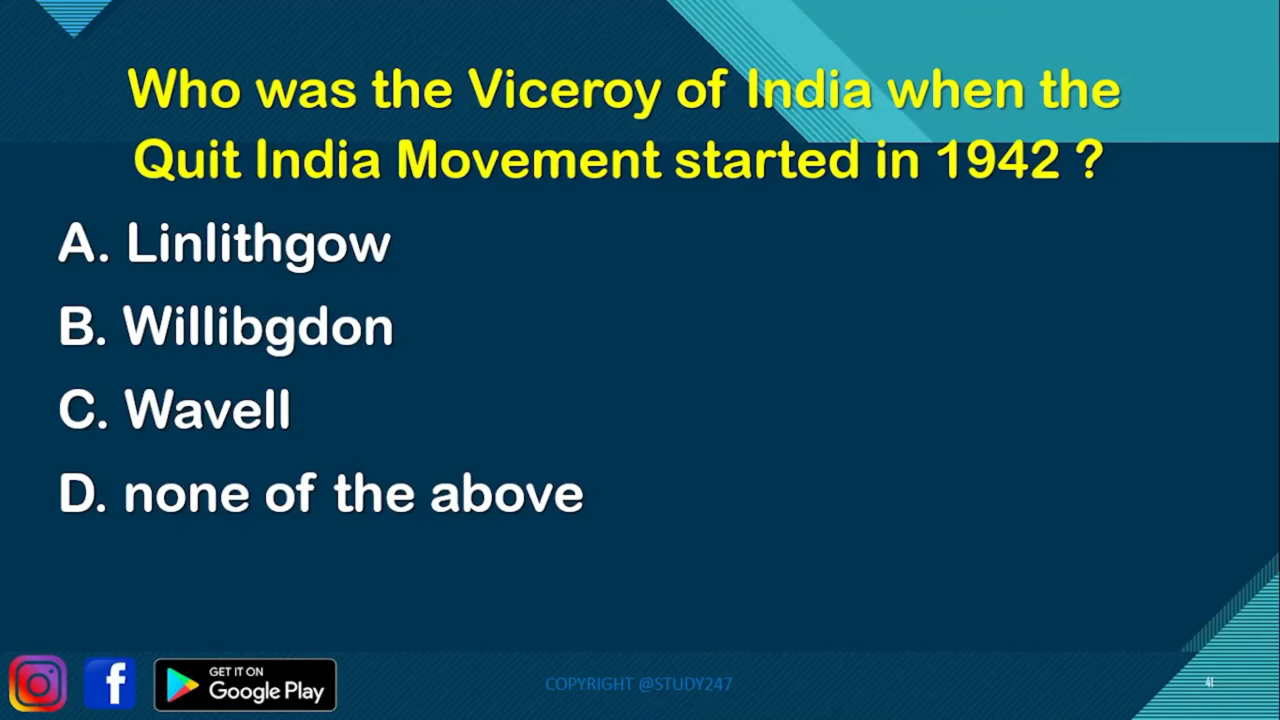 Who was the Viceroy of India when the
Quit India Movement started in 1942 ?
A. Linlithgow
B. Willibgdon
C. Wavell
D. none of the above
GET IT ON
Google Play
COPYRIGHT @STUDY247
41